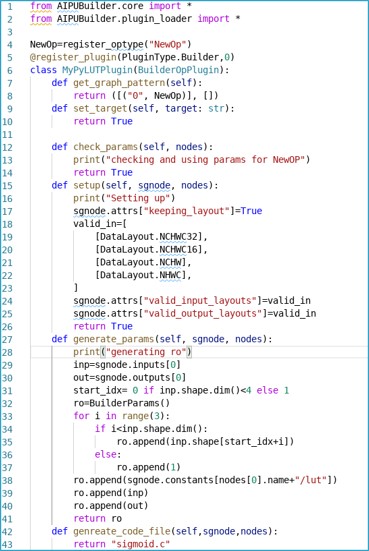 1 from AIPUBuilder.core import *
2 from AIPUBuilder.plugin_loader import *
3
4 NewOp=register_optype("NewOp")
5 @register_plugin(PluginType.Builder,0)
6 class MyPyLUTPlugin(BuilderOpPlugin):
7     def get_graph_pattern(self):
8         return ([("0", NewOp)], [])
9     def set_target(self, target: str):
10         return True
11
12     def check_params(self, nodes):
13         print("checking and using params for NewOP")
14         return True
15     def setup(self, sgnode, nodes):
16         print("Setting up")
17         sgnode.attrs["keeping_layout"]=True
18         valid_in=[
19             [DataLayout.NCHWC32],
20             [DataLayout.NCHWC16],
21             [DataLayout.NCHW],
22             [DataLayout.NHWC],
23         ]
24         sgnode.attrs["valid_input_layouts"]=valid_in
25         sgnode.attrs["valid_output_layouts"]=valid_in
26         return True
27     def generate_params(self, sgnode, nodes):
28         print("generating ro")
29         inp=sgnode.inputs[0]
30         out=sgnode.outputs[0]
31         start_idx= 0 if inp.shape.dim()<4 else 1
32         ro=BuilderParams()
33         for i in range(3):
34             if i<inp.shape.dim():
35                 ro.append(inp.shape[start_idx+i])
36             else:
37                 ro.append(1)
38         ro.append(sgnode.constants[nodes[0].name+"/lut"])
39         ro.append(inp)
40         ro.append(out)
41         return ro
42     def genreate_code_file(self,sgnode,nodes):
43         return "sigmoid.c"